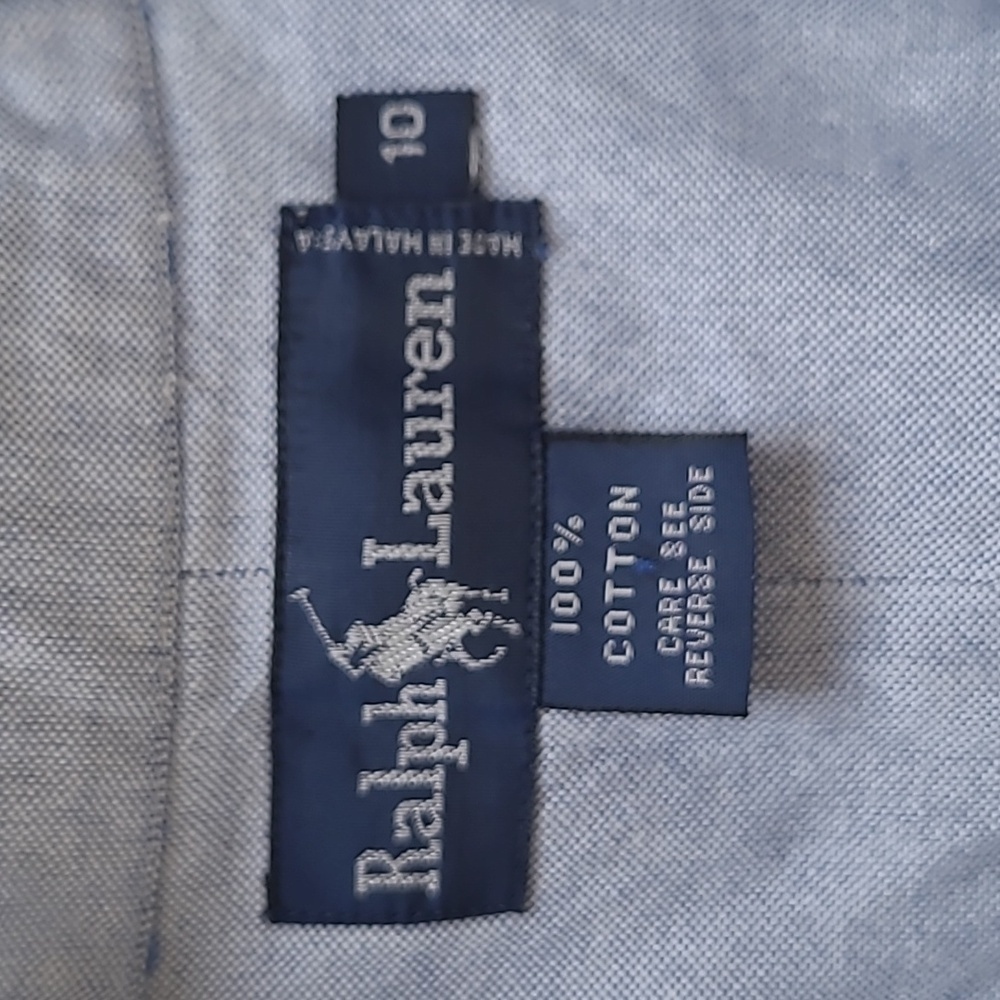 Ralph Lauren
MADE IN MALAYSIA
10
100%
COTTON
CARE SEE
REVERSE SIDE